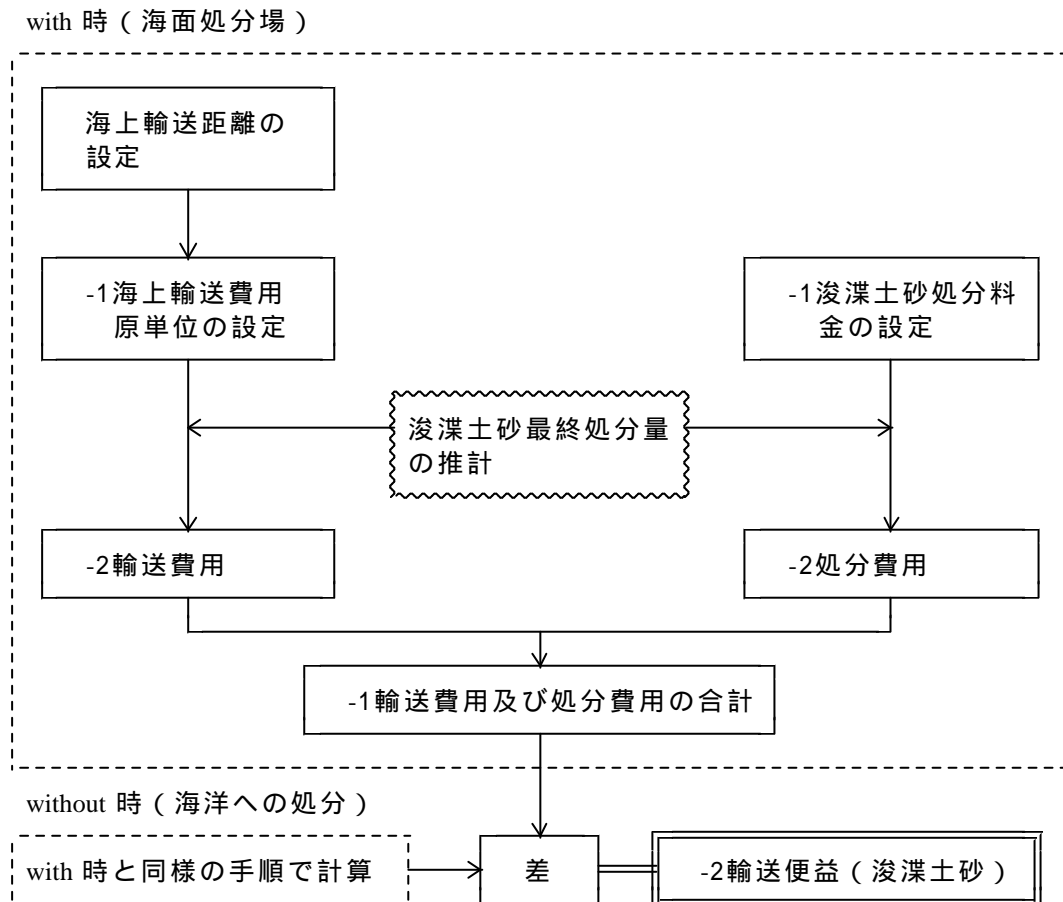 with 時（海面処分場）
海上輸送距離の
設定
-1海上輸送費用
原単位の設定
-1浚渫土砂処分料
金の設定
浚渫土砂最終処分量
の推計
-2輸送費用
-2処分費用
-1輸送費用及び処分費用の合計
without 時（海洋への処分）
with 時と同様の手順で計算
差
-2輸送便益（浚渫土砂）